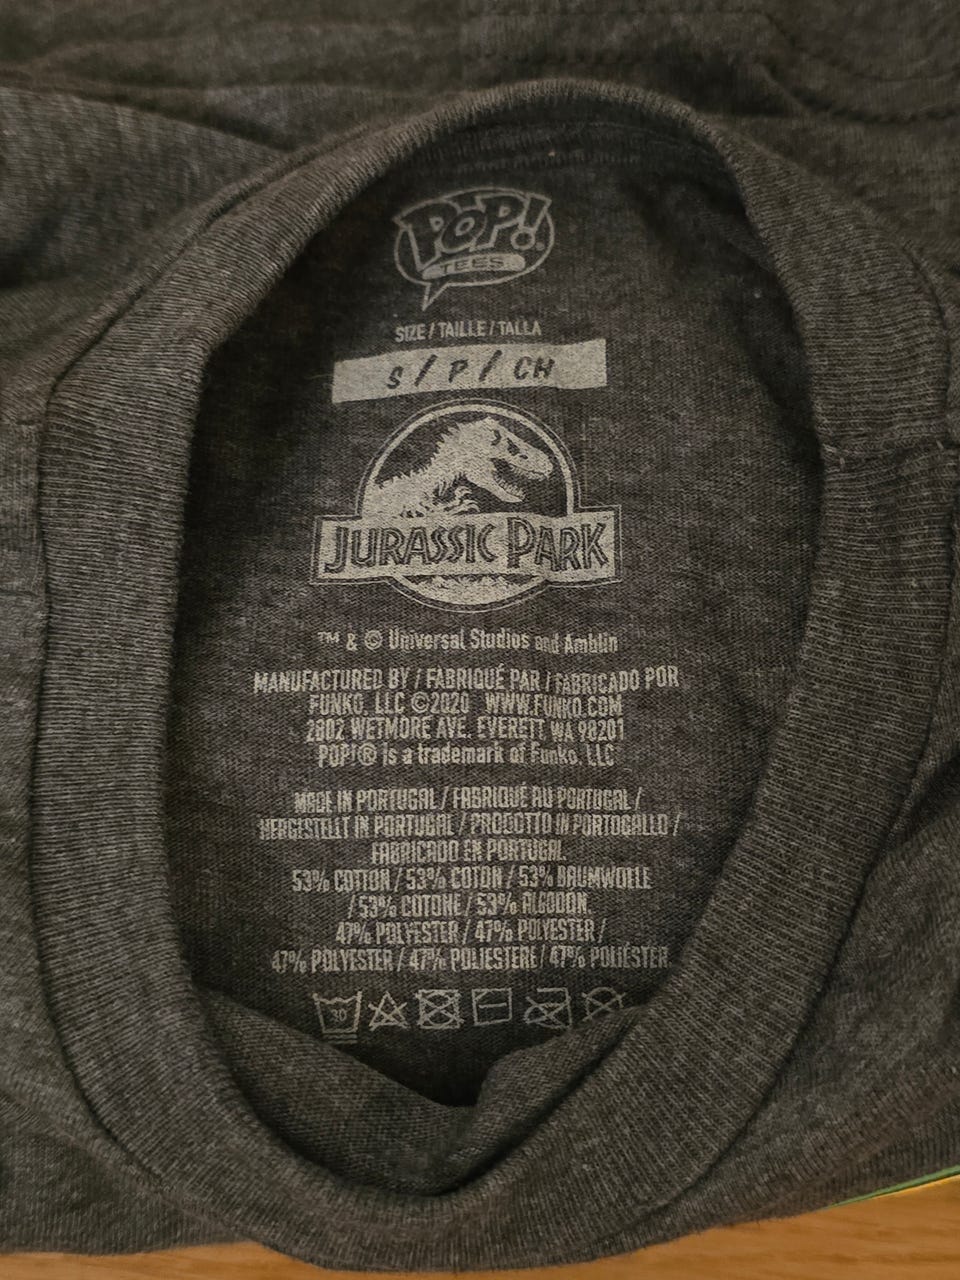 POP!®
TEES
SIZE / TAILLE / TALLA
S / P / CH
JURASSIC PARK
™ & © Universal Studios and Amblin
MANUFACTURED BY / FABRIQUÉ PAR / FABRICADO POR
FUNKO, LLC ©2020 WWW.FUNKO.COM
2802 WETMORE AVE. EVERETT WA 98201
POP!® is a trademark of Funko, LLC
MADE IN PORTUGAL / FABRIQUÉ AU PORTUGAL /
HERGESTELLT IN PORTUGAL / PRODOTTO IN PORTOGALLO /
FABRICADO EN PORTUGAL.
53% COTTON / 53% COTON / 53% BAUMWOLLE
/ 53% COTONE / 53% ALGODON.
47% POLYESTER / 47% POLYESTER /
47% POLYESTER / 47% POLIESTERE / 47% POLIÉSTER
30